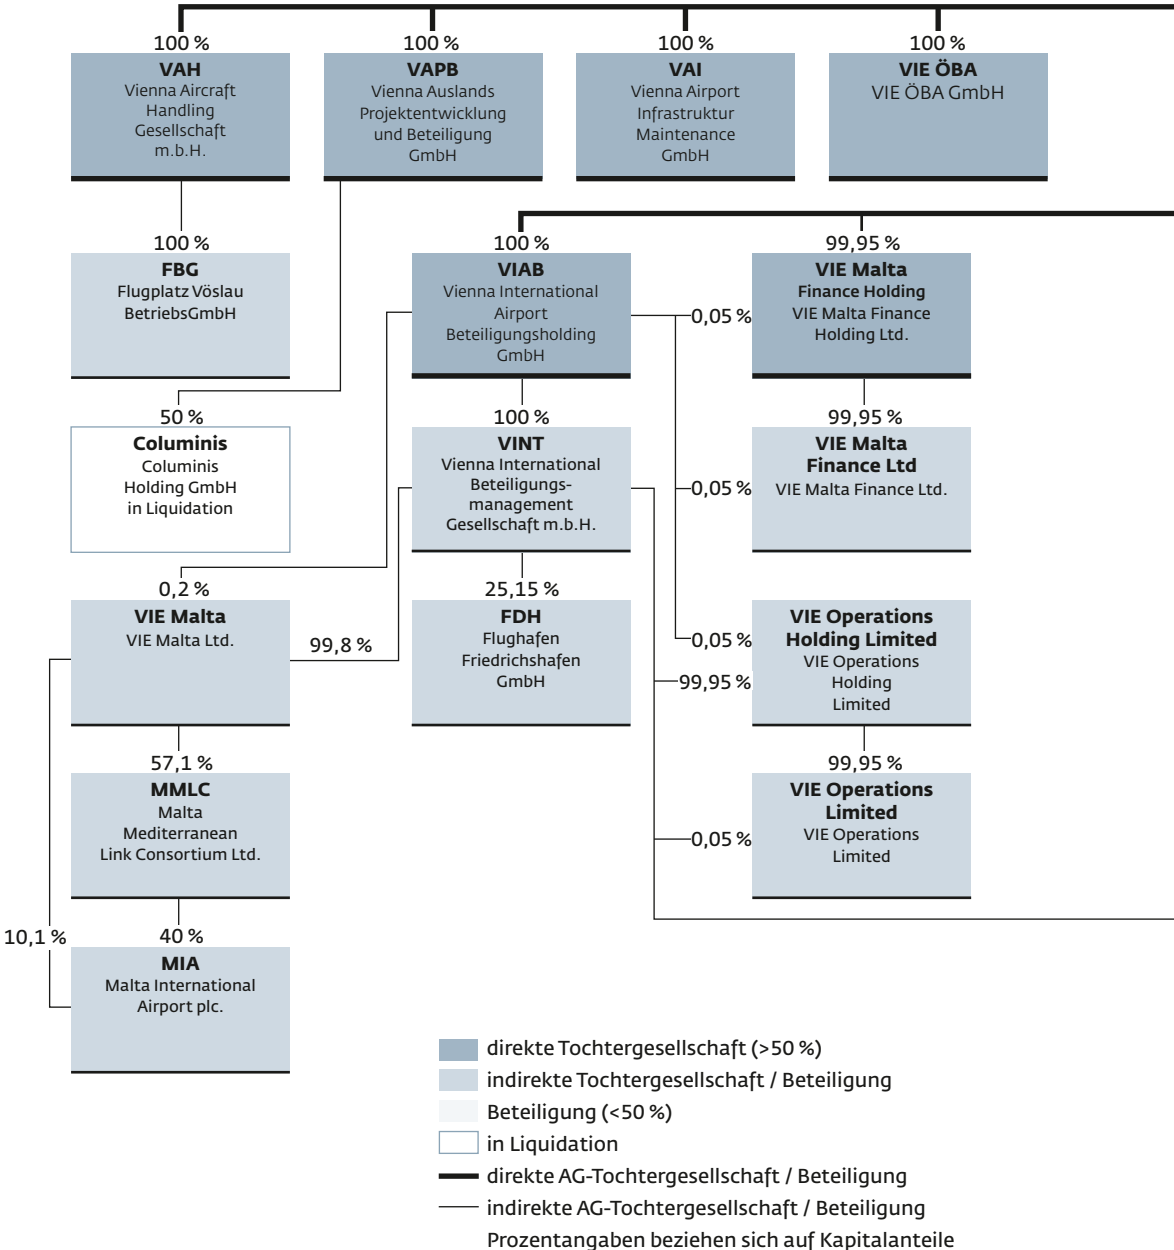 100 %
VAH
Vienna Aircraft
Handling
Gesellschaft
m.b.H.
100 %
VAPB
Vienna Auslands
Projektentwicklung
und Beteiligung
GmbH
100 %
VAI
Vienna Airport
Infrastruktur
Maintenance
GmbH
100 %
VIE ÖBA
VIE ÖBA GmbH
100 %
FBG
Flugplatz Vöslau
BetriebsGmbH
100 %
VIAB
Vienna International
Airport
Beteiligungsholding
GmbH
0,05 %
99,95 %
VIE Malta
Finance Holding
VIE Malta Finance
Holding Ltd.
50 %
Columinis
Columinis
Holding GmbH
in Liquidation
100 %
VINT
Vienna International
Beteiligungs-
management
Gesellschaft m.b.H.
0,05 %
99,95 %
VIE Malta
Finance Ltd
VIE Malta Finance Ltd.
0,2 %
VIE Malta
VIE Malta Ltd.
99,8 %
25,15 %
FDH
Flughafen
Friedrichshafen
GmbH
0,05 %
99,95 %
VIE Operations
Holding Limited
VIE Operations
Holding
Limited
57,1 %
MMLC
Malta
Mediterranean
Link Consortium Ltd.
0,05 %
99,95 %
VIE Operations
Limited
VIE Operations
Limited
10,1 %
40 %
MIA
Malta International
Airport plc.
direkte Tochtergesellschaft (>50 %)
indirekte Tochtergesellschaft / Beteiligung
Beteiligung (<50 %)
in Liquidation
direkte AG-Tochtergesellschaft / Beteiligung
indirekte AG-Tochtergesellschaft / Beteiligung
Prozentangaben beziehen sich auf Kapitalanteile